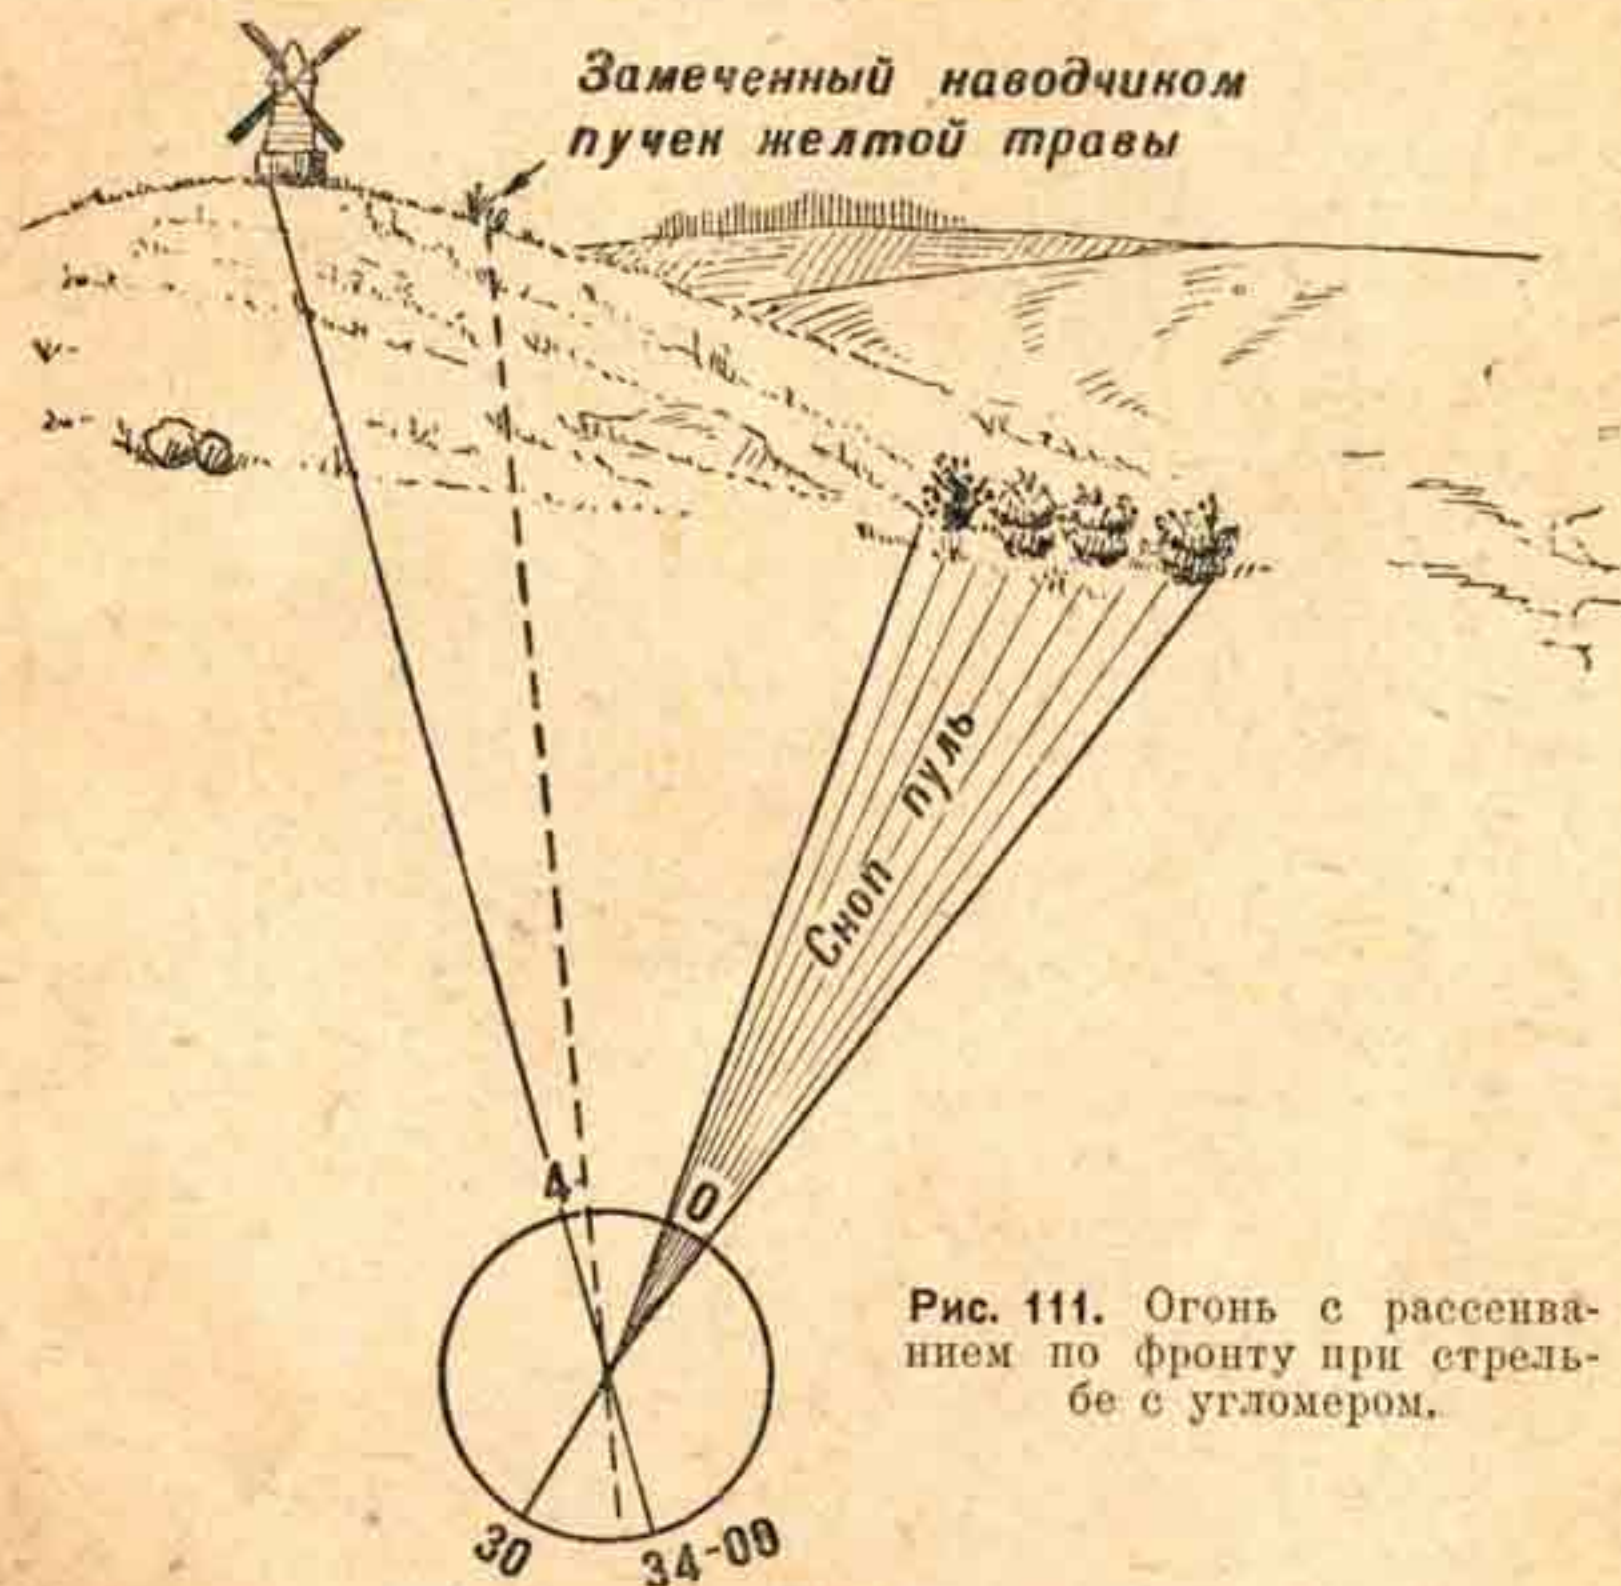 Замеченный наводчиком
пучек желтой травы
Сноп пуль
4
0
30
34-00
Рис. 111. Огонь с рассеива-
нием по фронту при стрель-
бе с угломером.